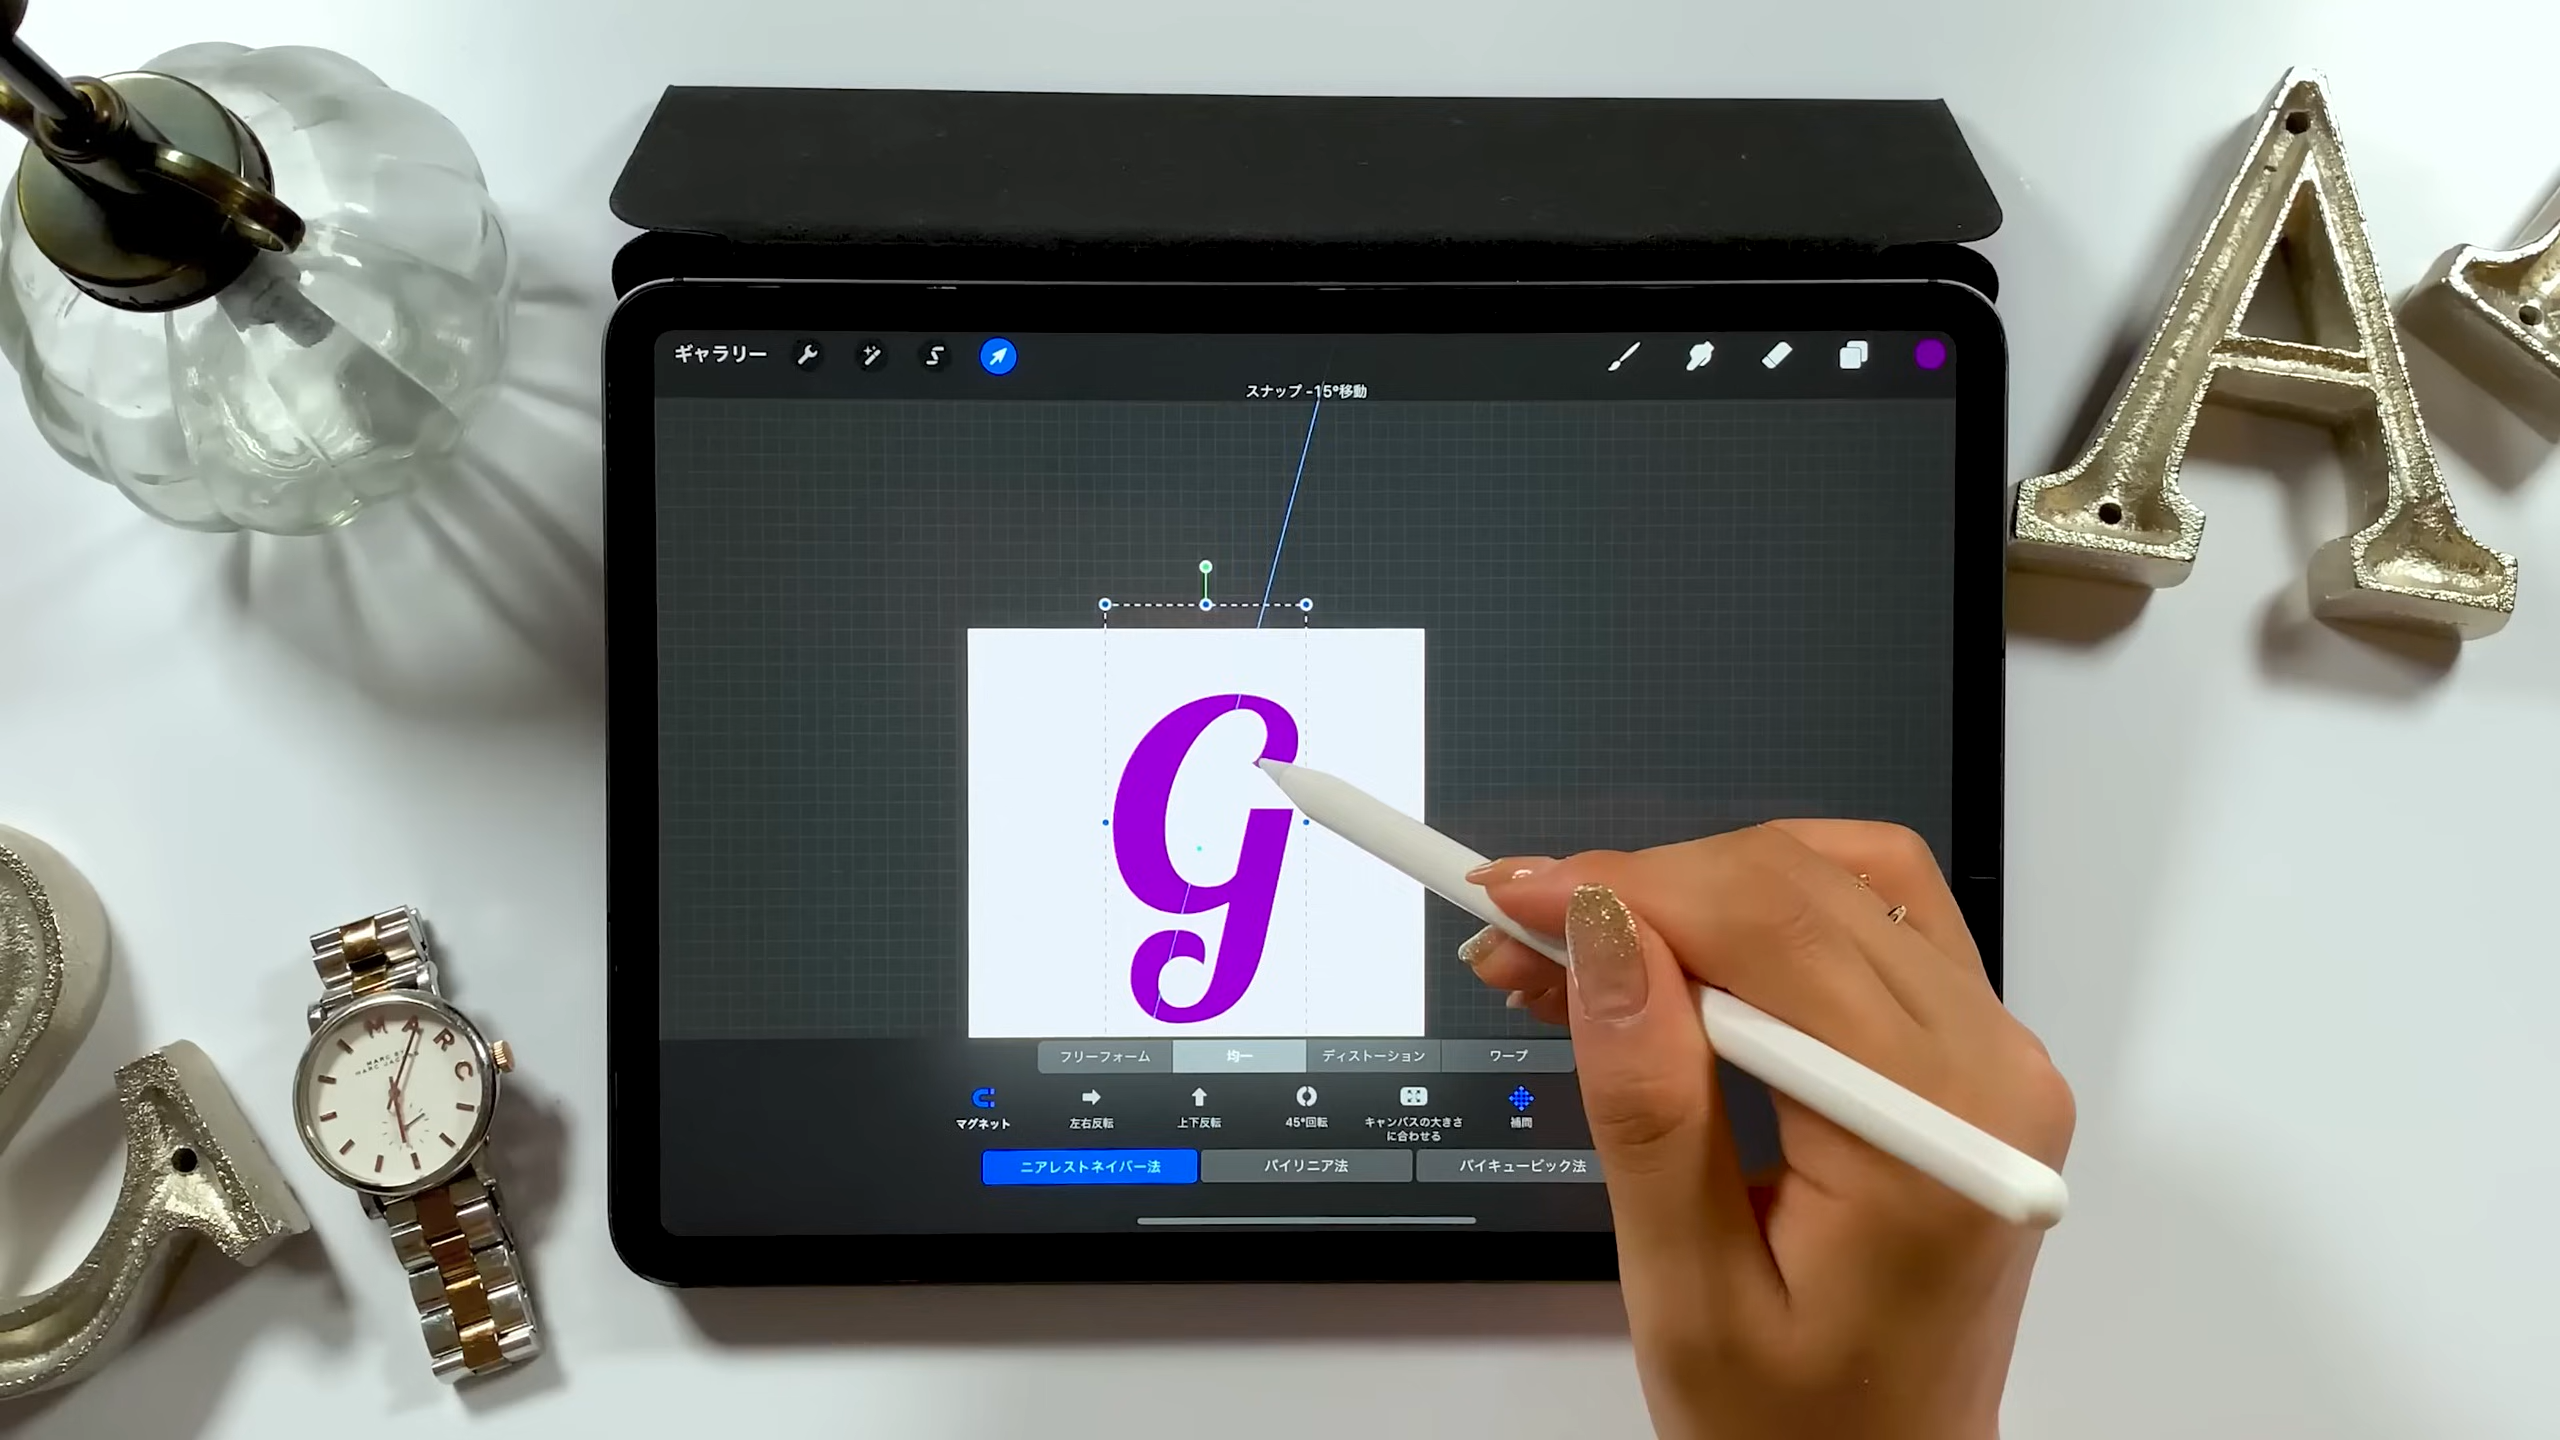 ギャラリー
スナップ -15°移動
A
G
フリーフォーム
均一
ディストーション
ワープ
マグネット
左右反転
上下反転
45°回転
キャンバスの大きさ
に合わせる
補間
ニアレストネイバー法
バイリニア法
バイキュービック法
MARC
MARC BY
MARC JACOBS